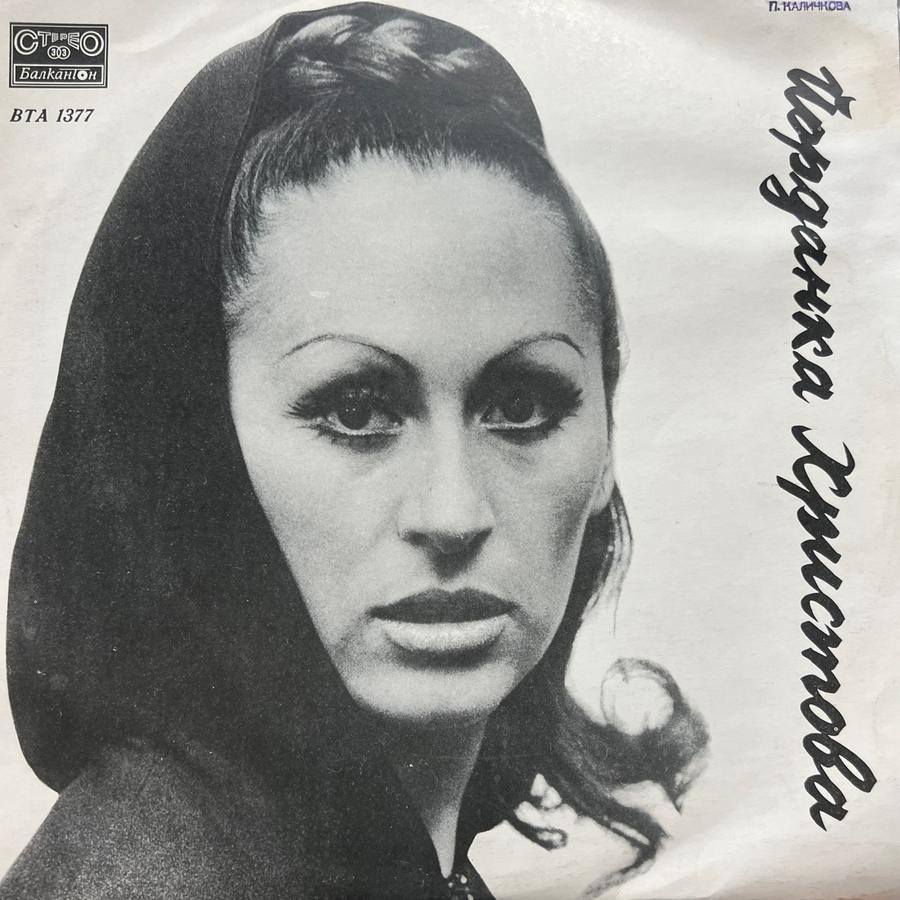 П. КАЛИЧКОВА
СТЕРЕО
33
БалканТон
ВТА 1377
Йорданка Христова